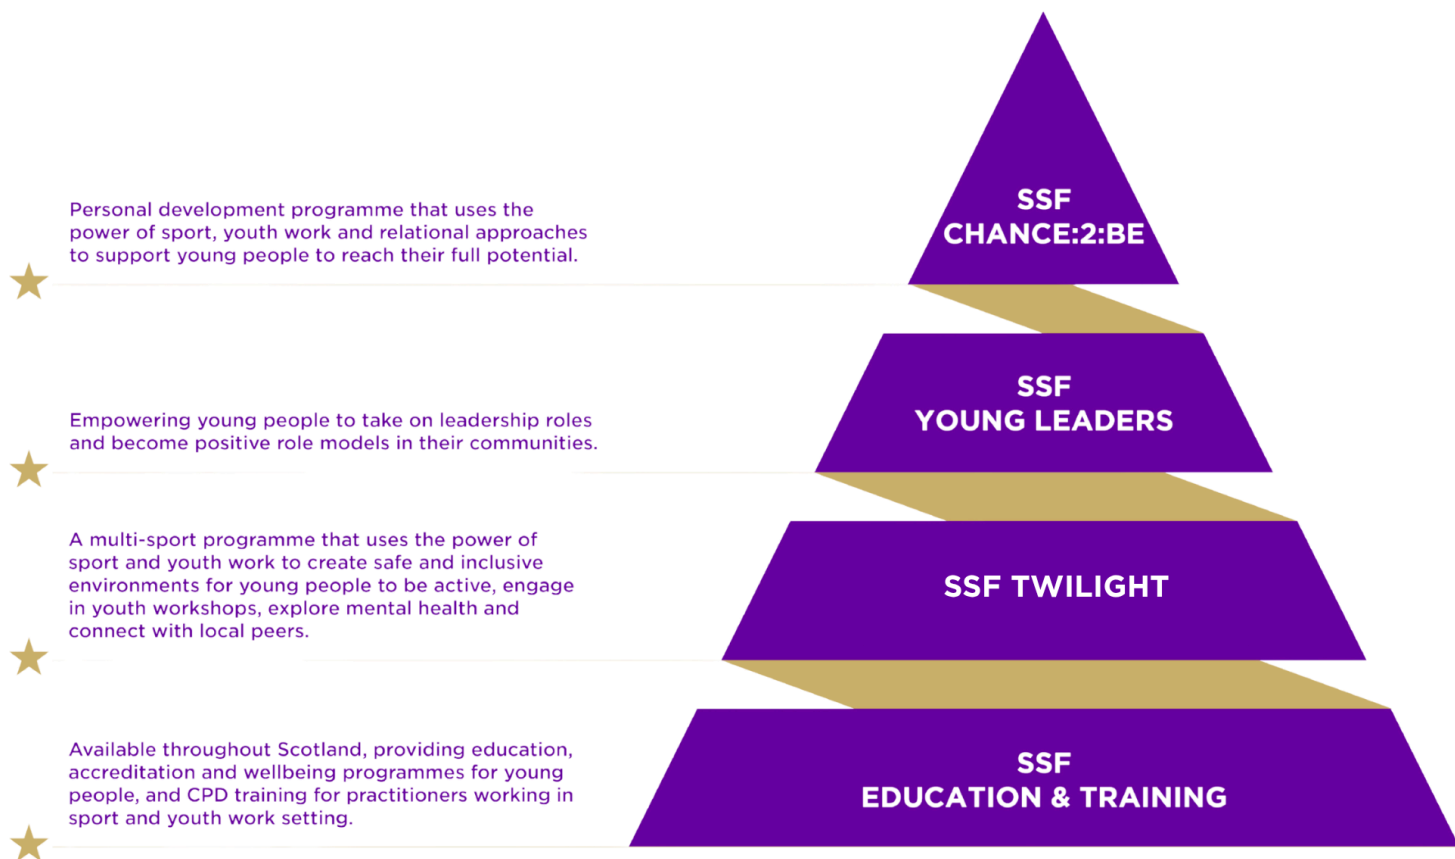 Personal development programme that uses the
power of sport, youth work and relational approaches
to support young people to reach their full potential.
SSF
CHANCE:2:BE
Empowering young people to take on leadership roles
and become positive role models in their communities.
SSF
YOUNG LEADERS
A multi-sport programme that uses the power of
sport and youth work to create safe and inclusive
environments for young people to be active, engage
in youth workshops, explore mental health and
connect with local peers.
SSF TWILIGHT
Available throughout Scotland, providing education,
accreditation and wellbeing programmes for young
people, and CPD training for practitioners working in
sport and youth work setting.
SSF
EDUCATION & TRAINING